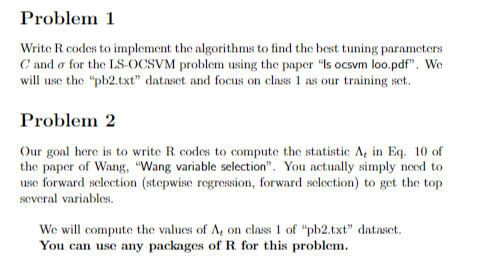 Problem 1
Write R codes to implement the algorithms to find the best tuning parameters
C and σ for the LS-OCSVM problem using the paper “ls ocsvm loo.pdf”. We
will use the “pb2.txt” dataset and focus on class 1 as our training set.
Problem 2
Our goal here is to write R codes to compute the statistic Λₜ in Eq. 10 of
the paper of Wang, “Wang variable selection”. You actually simply need to
use forward selection (stepwise regression, forward selection) to get the top
several variables.
We will compute the values of Λₜ on class 1 of “pb2.txt” dataset.
You can use any packages of R for this problem.